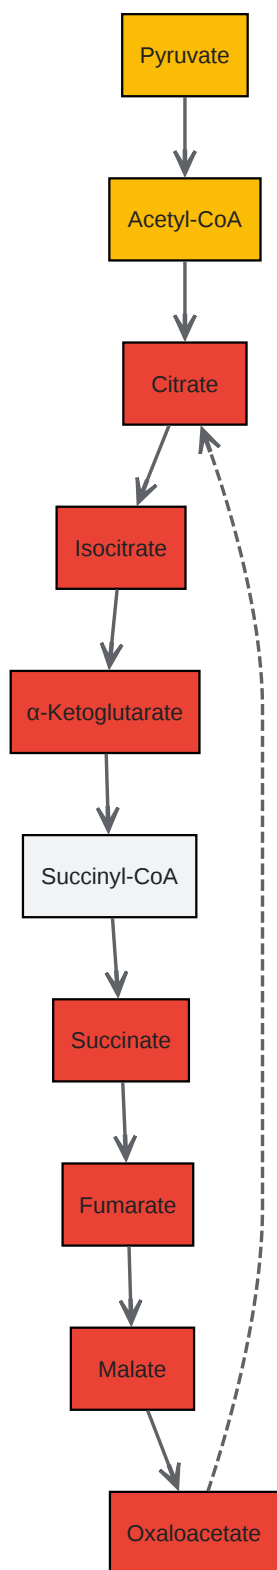 Pyruvate
Acetyl-CoA
Citrate
Isocitrate
α-Ketoglutarate
Succinyl-CoA
Succinate
Fumarate
Malate
Oxaloacetate